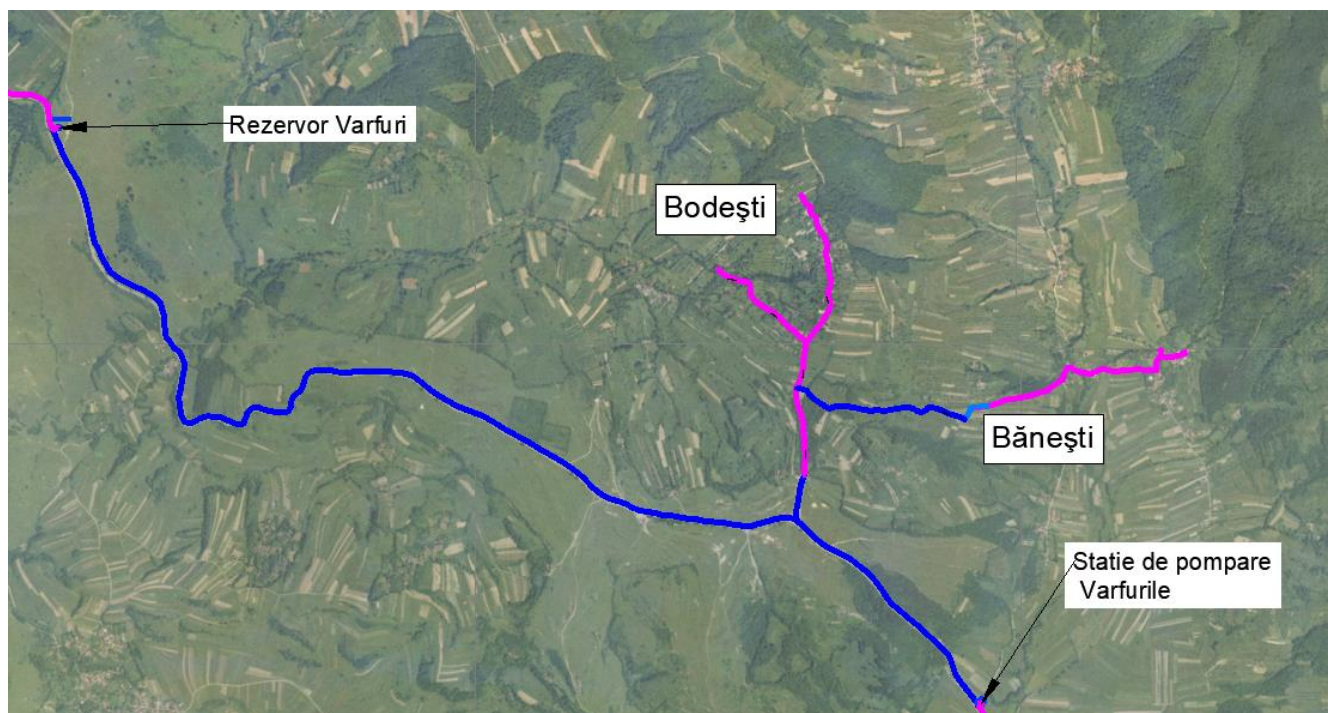 Rezervor Varfuri
Bodeşti
Băneşti
Statie de pompare
Varfurile